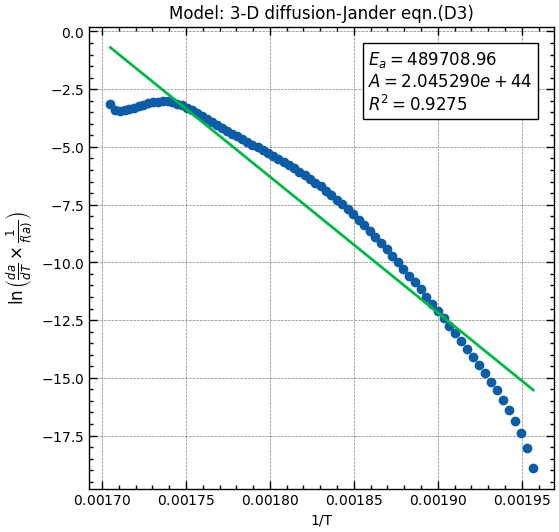 Model: 3-D diffusion-Jander eqn.(D3)
0.0
−2.5
−5.0
−7.5
−10.0
−12.5
−15.0
−17.5
ln (da/dT × 1/f(a))
E_a = 489708.96
A = 2.045290e + 44
R² = 0.9275
0.00170 0.00175 0.00180 0.00185 0.00190 0.00195
1/T